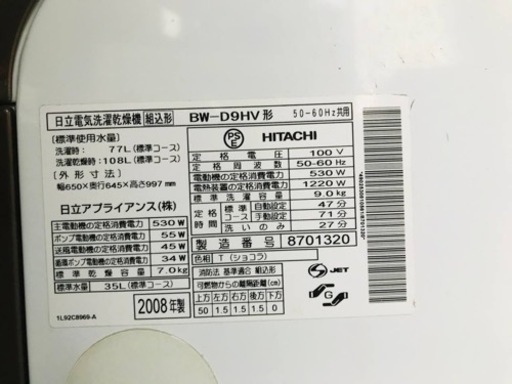 日立電気洗濯乾燥機 組込形 BW-D9HV形 50-60Hz共用
〔標準使用水量〕
洗濯時： 77L（標準コース）
洗濯〜乾燥時：108L（標準コース）
〔外形寸法〕
幅650×奥行645×高さ997mm
日立アプライアンス(株)
主電動機の定格消費電力 530W
ポンプ電動機の定格消費電力 55W
送風電動機の定格消費電力 45W
循環ポンプ電動機の定格消費電力 34W
標準乾燥容量 7.0kg
標準水量 35L（標準コース）
2008年製
1L92C8969-A
PSE
HITACHI
定格電圧 100V
定格周波数 50-60Hz
電動機の定格消費電力 530W
電熱装置の定格消費電力 1220W
標準洗濯容量 9.0kg
定格時間 標準 自動設定 47分
コース 手動設定 71分
洗いのみ 27分
製造番号 8701320
色相 T（ショコラ）
消防法 基準適合 組込形
可燃物からの離隔距離(cm)
上方 左方 右方 後方 前方 下方
50 1.5 1.5 1.5 0
S-JET
G